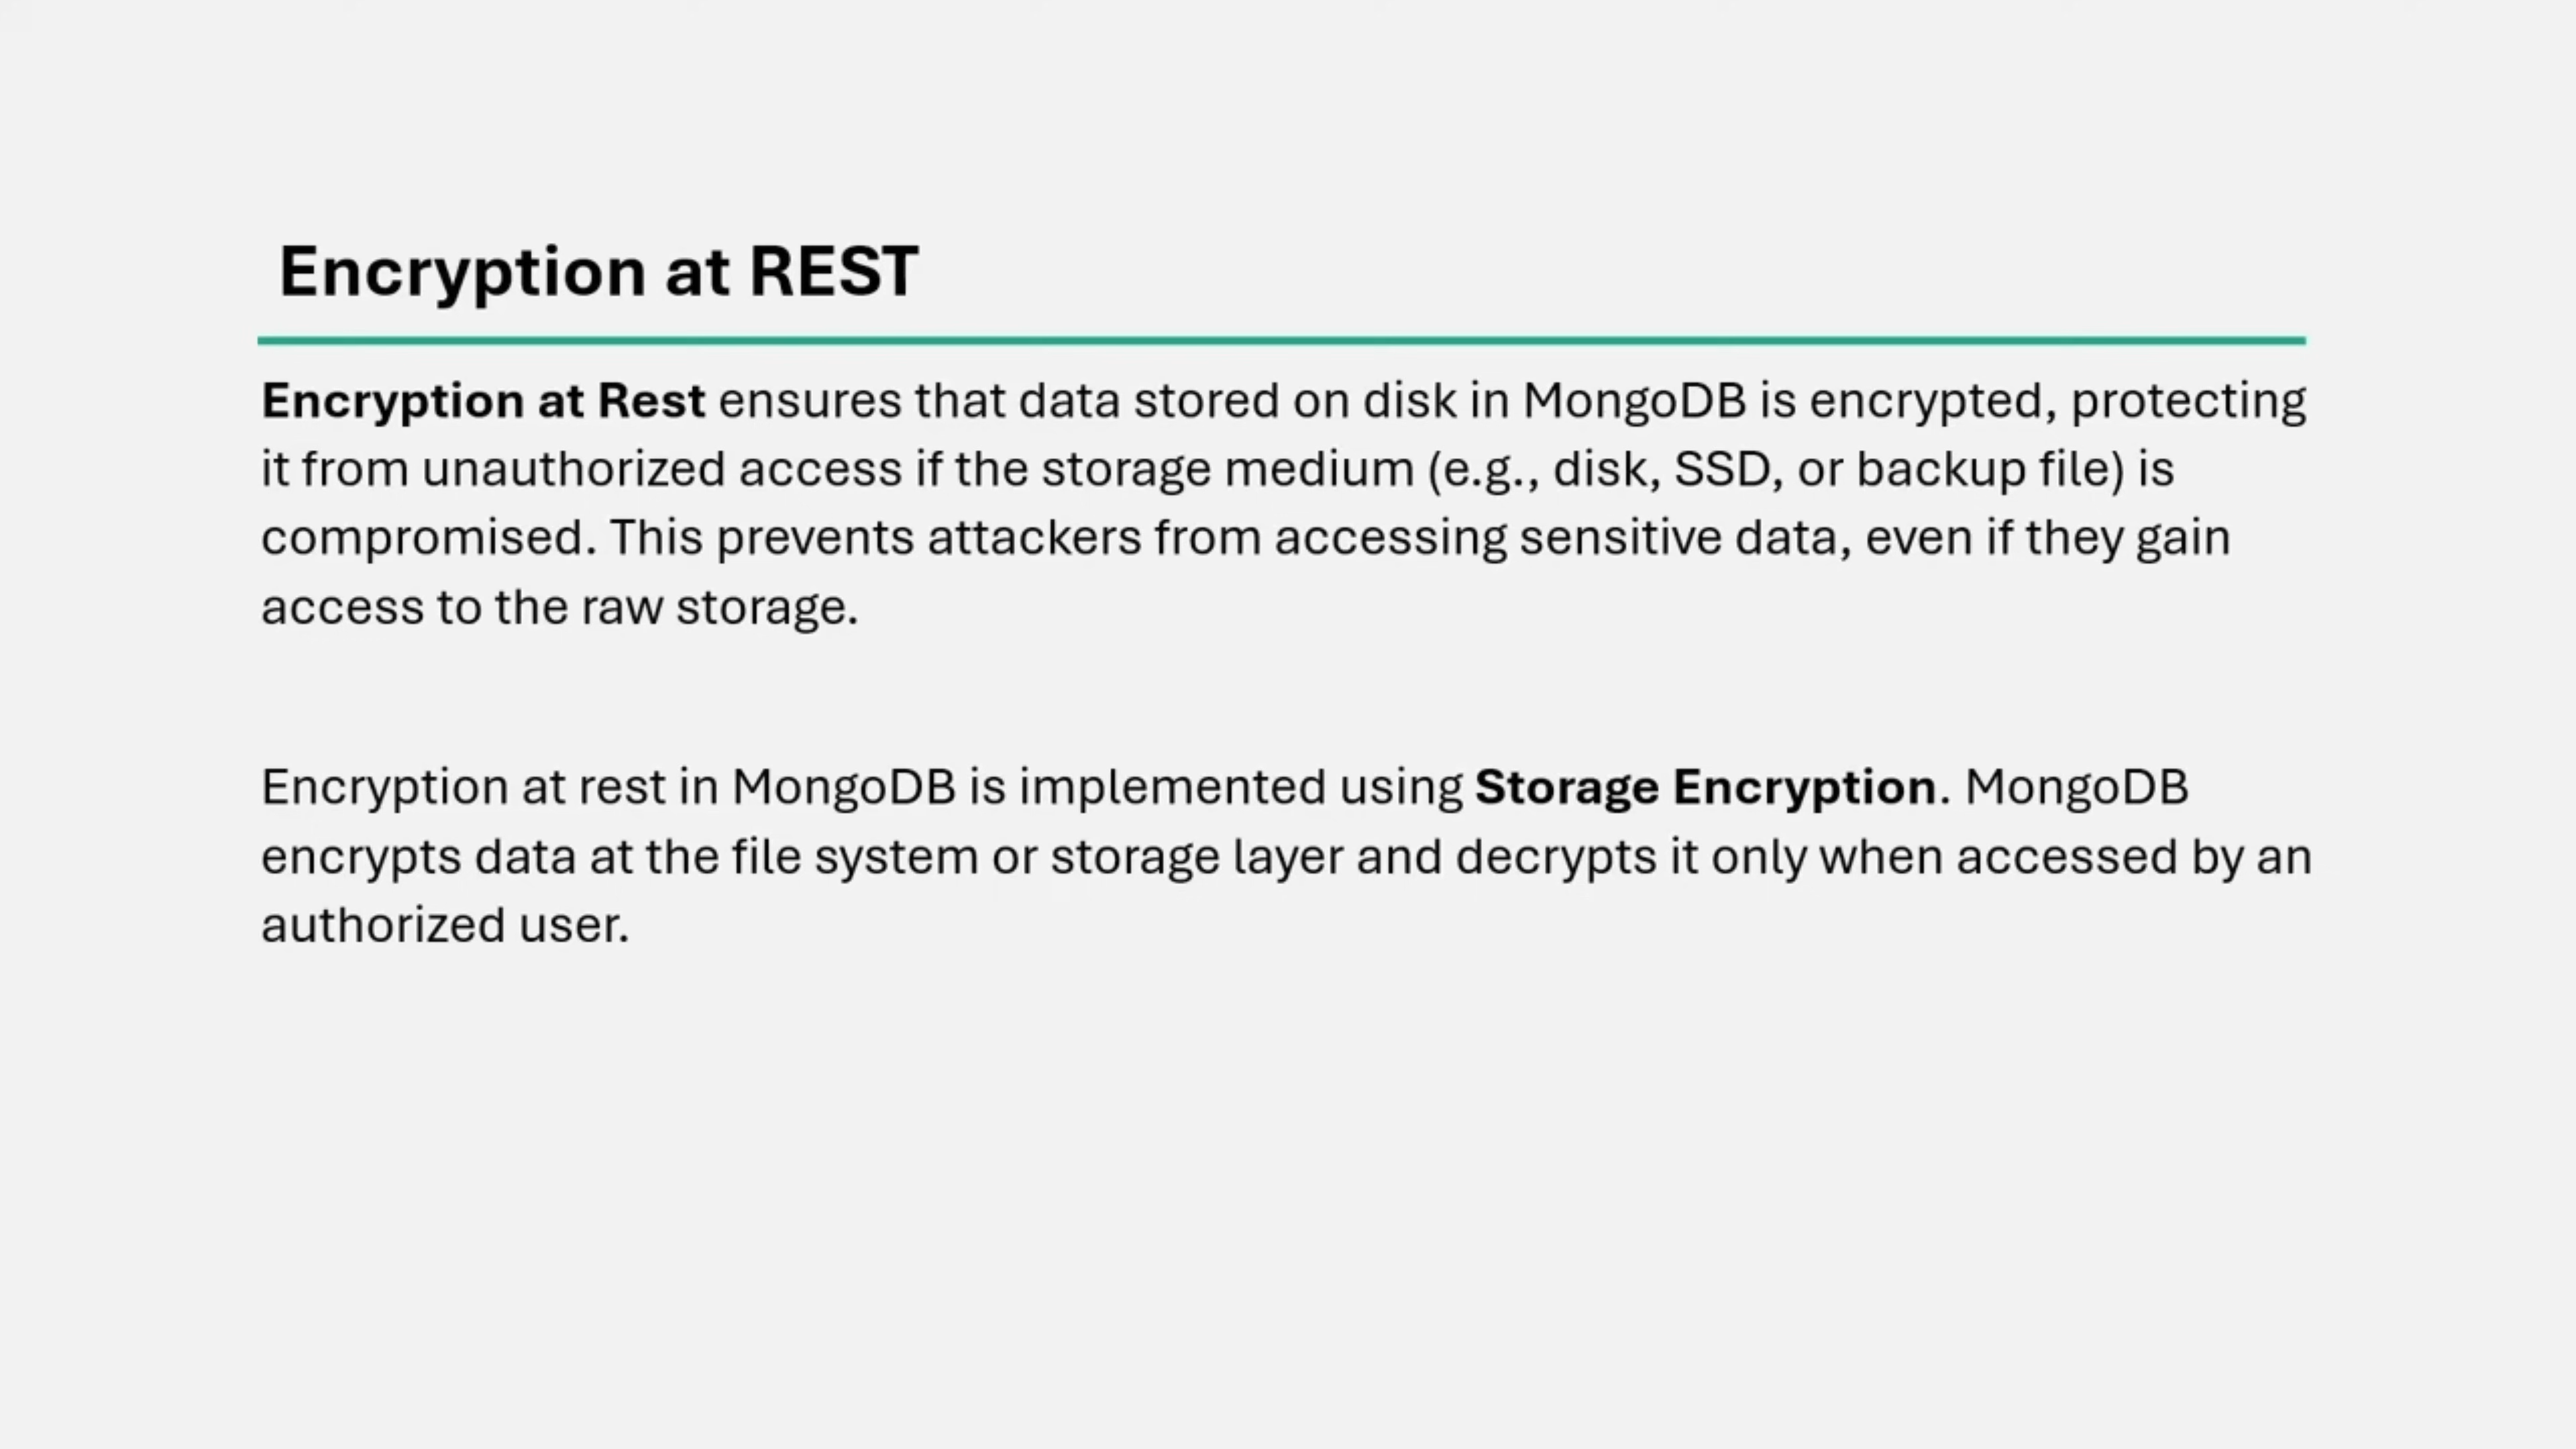 Encryption at REST
Encryption at Rest ensures that data stored on disk in MongoDB is encrypted, protecting
it from unauthorized access if the storage medium (e.g., disk, SSD, or backup file) is
compromised. This prevents attackers from accessing sensitive data, even if they gain
access to the raw storage.
Encryption at rest in MongoDB is implemented using Storage Encryption. MongoDB
encrypts data at the file system or storage layer and decrypts it only when accessed by an
authorized user.